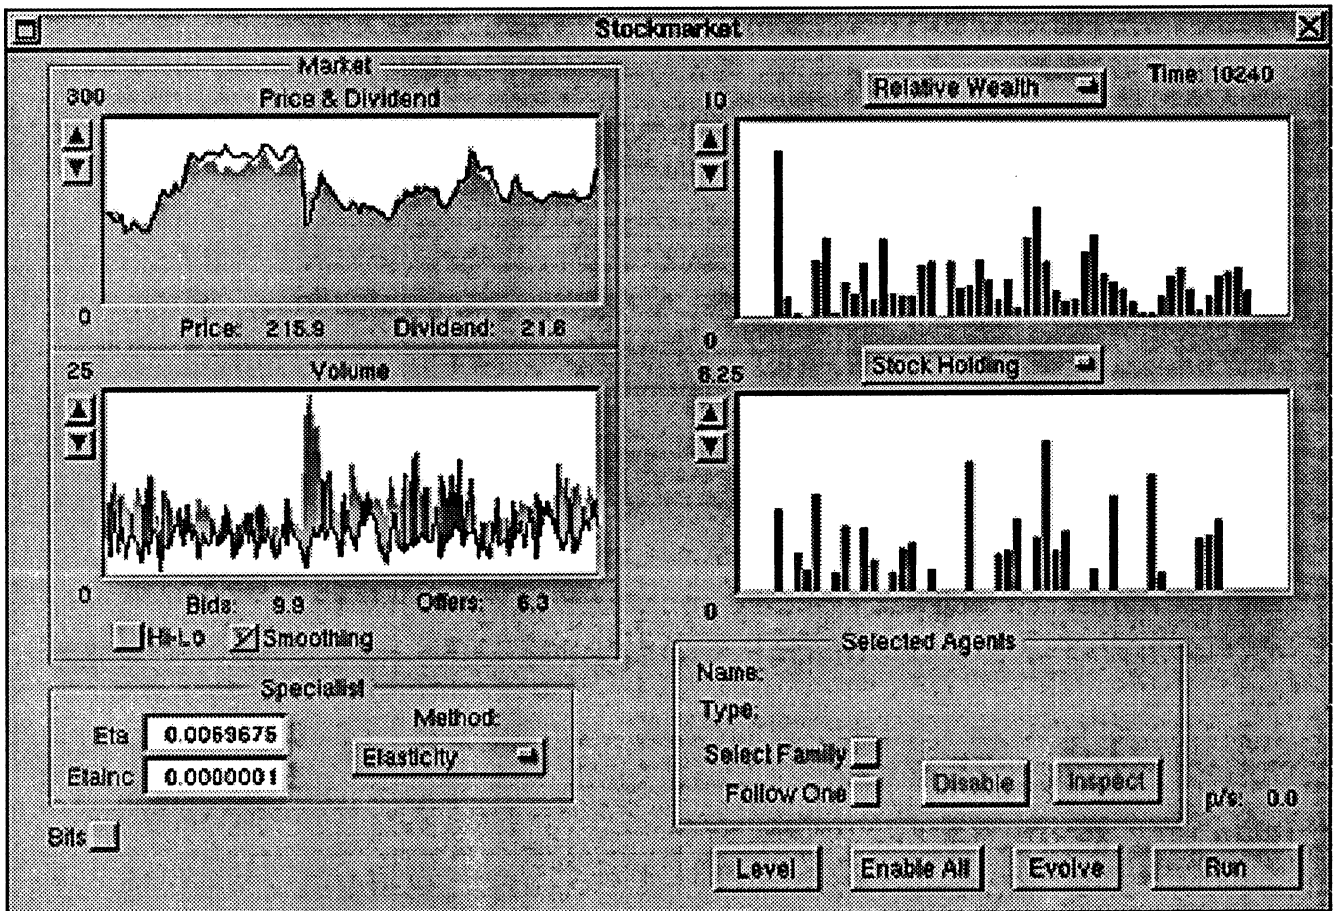 Stockmarket
Market
Price & Dividend
300
0
Price: 215.9 Dividend: 21.6
Volume
25
0
Bids: 9.9 Offers: 6.3
Hi-Lo Smoothing
Specialist
Eta 0.0059675
EtaInc 0.0000001
Method:
Elasticity
Bits
Relative Wealth
Time: 10240
10
0
Stock Holding
6.25
0
Selected Agents
Name:
Type:
Select Family
Follow One
Disable Inspect
p/s: 0.0
Level Enable All Evolve Run